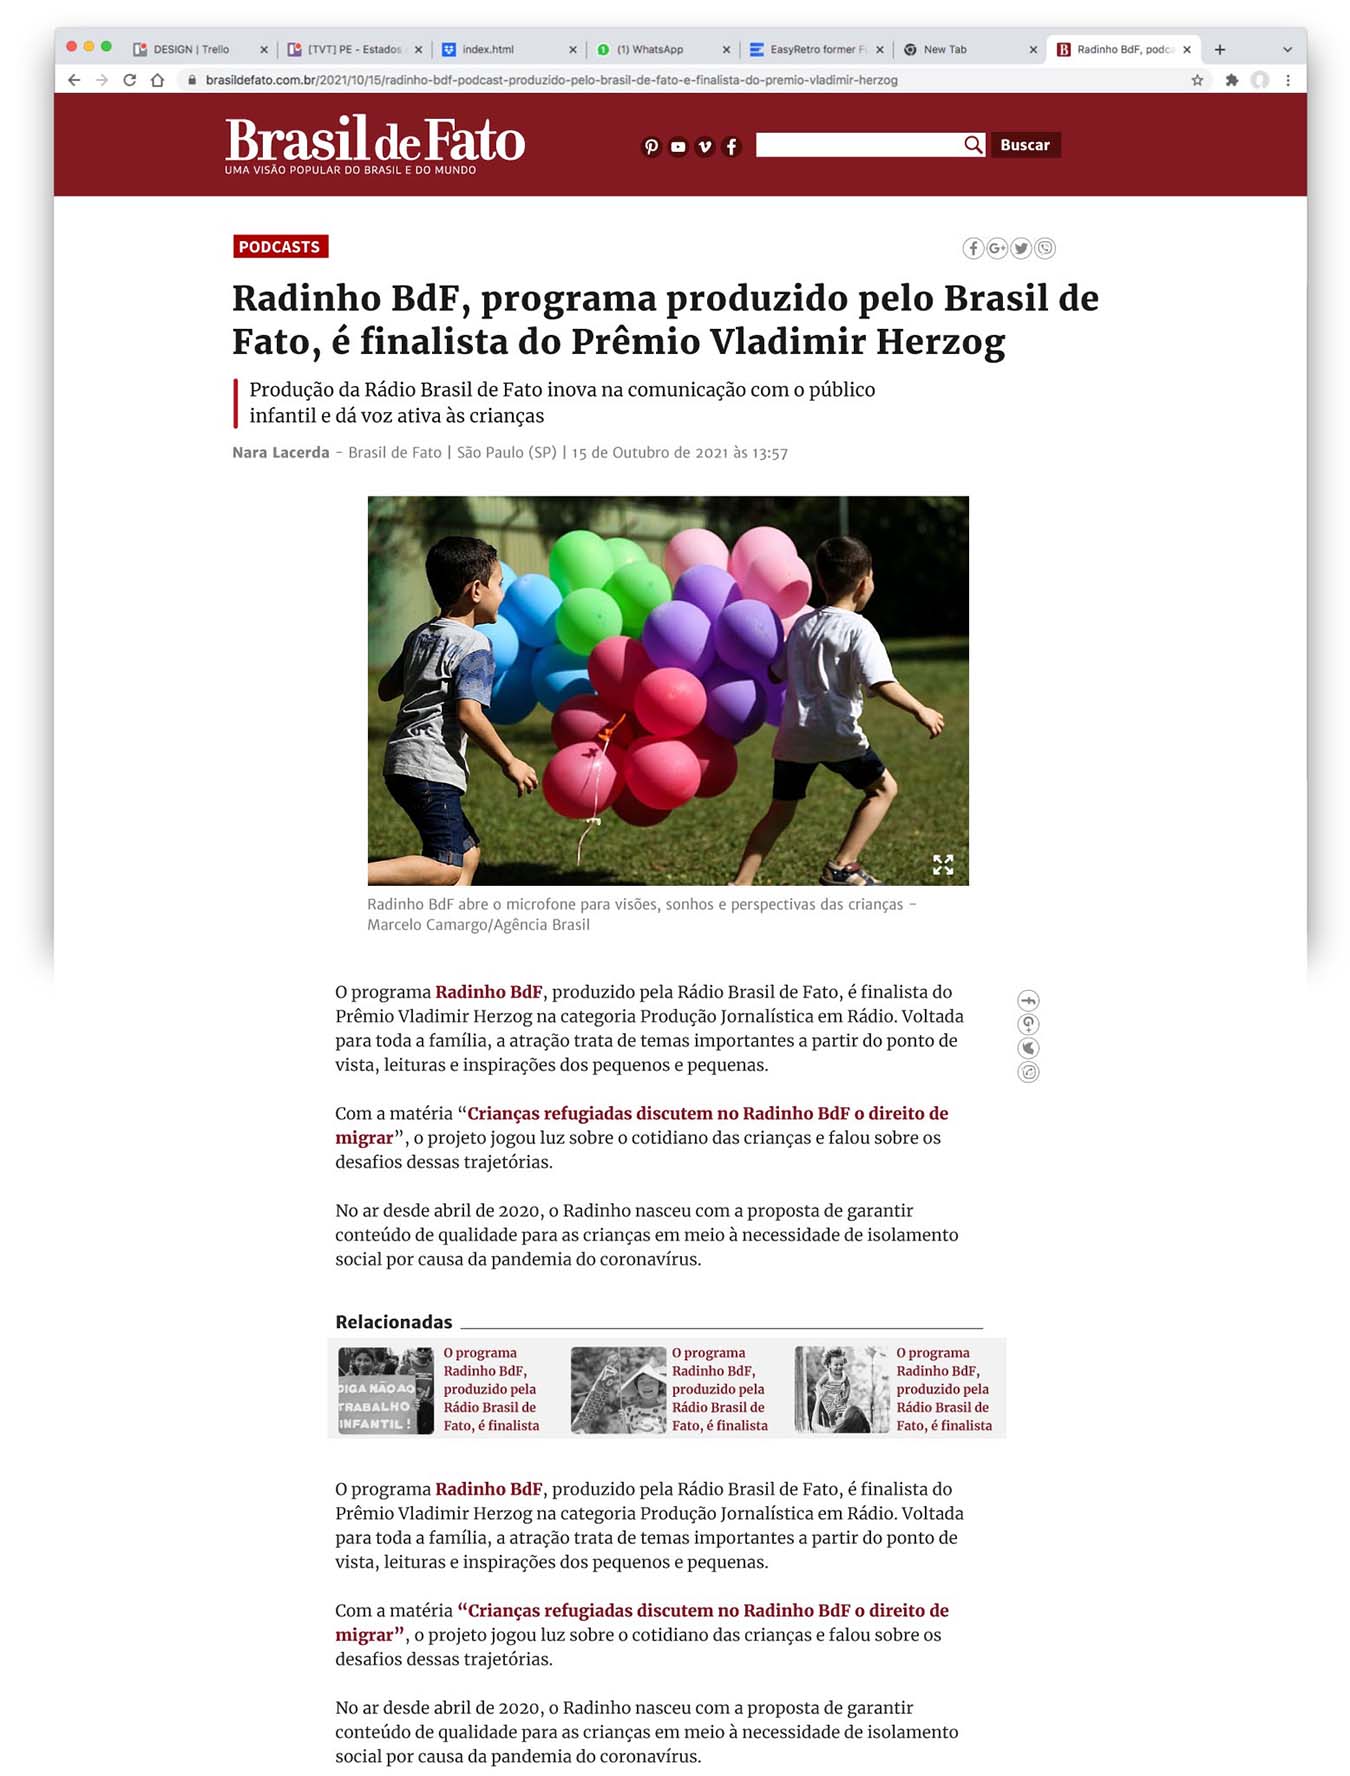 DESIGN | Trello
[TVT] PE - Estados
index.html
(1) WhatsApp
EasyRetro former F
New Tab
Radinho BdF, podca
brasildefato.com.br/2021/10/15/radinho-bdf-podcast-produzido-pelo-brasil-de-fato-e-finalista-do-premio-vladimir-herzog
Brasil de Fato
UMA VISÃO POPULAR DO BRASIL E DO MUNDO
Buscar
PODCASTS
Radinho BdF, programa produzido pelo Brasil de
Fato, é finalista do Prêmio Vladimir Herzog
Produção da Rádio Brasil de Fato inova na comunicação com o público
infantil e dá voz ativa às crianças
Nara Lacerda - Brasil de Fato | São Paulo (SP) | 15 de Outubro de 2021 às 13:57
Radinho BdF abre o microfone para visões, sonhos e perspectivas das crianças -
Marcelo Camargo/Agência Brasil
O programa Radinho BdF, produzido pela Rádio Brasil de Fato, é finalista do
Prêmio Vladimir Herzog na categoria Produção Jornalística em Rádio. Voltada
para toda a família, a atração trata de temas importantes a partir do ponto de
vista, leituras e inspirações dos pequenos e pequenas.
Com a matéria “Crianças refugiadas discutem no Radinho BdF o direito de
migrar”, o projeto jogou luz sobre o cotidiano das crianças e falou sobre os
desafios dessas trajetórias.
No ar desde abril de 2020, o Radinho nasceu com a proposta de garantir
conteúdo de qualidade para as crianças em meio à necessidade de isolamento
social por causa da pandemia do coronavírus.
Relacionadas
DIGA NÃO AO
TRABALHO
INFANTIL!
O programa
Radinho BdF,
produzido pela
Rádio Brasil de
Fato, é finalista
O programa
Radinho BdF,
produzido pela
Rádio Brasil de
Fato, é finalista
O programa
Radinho BdF,
produzido pela
Rádio Brasil de
Fato, é finalista
O programa Radinho BdF, produzido pela Rádio Brasil de Fato, é finalista do
Prêmio Vladimir Herzog na categoria Produção Jornalística em Rádio. Voltada
para toda a família, a atração trata de temas importantes a partir do ponto de
vista, leituras e inspirações dos pequenos e pequenas.
Com a matéria “Crianças refugiadas discutem no Radinho BdF o direito de
migrar”, o projeto jogou luz sobre o cotidiano das crianças e falou sobre os
desafios dessas trajetórias.
No ar desde abril de 2020, o Radinho nasceu com a proposta de garantir
conteúdo de qualidade para as crianças em meio à necessidade de isolamento
social por causa da pandemia do coronavírus.